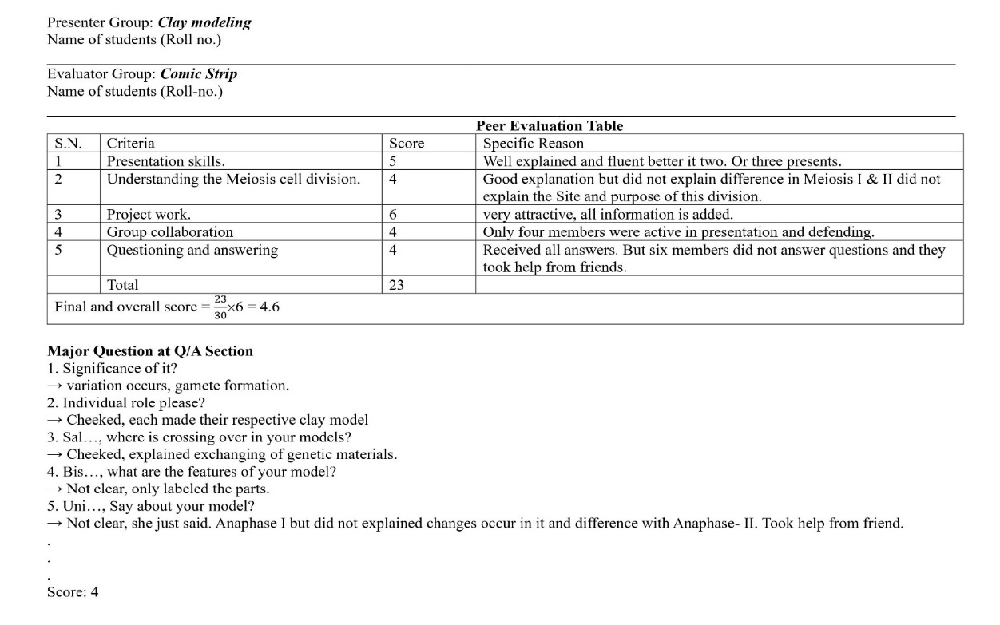 Presenter Group: Clay modeling
Name of students (Roll no.)
Evaluator Group: Comic Strip
Name of students (Roll-no.)
Peer Evaluation Table
S.N. Criteria Score Specific Reason
1 Presentation skills. 5 Well explained and fluent better it two. Or three presents.
2 Understanding the Meiosis cell division. 4 Good explanation but did not explain difference in Meiosis I & II did not
explain the Site and purpose of this division.
3 Project work. 6 very attractive, all information is added.
4 Group collaboration 4 Only four members were active in presentation and defending.
5 Questioning and answering 4 Received all answers. But six members did not answer questions and they
took help from friends.
Total 23
Final and overall score = 23/30 ×6 = 4.6
Major Question at Q/A Section
1. Significance of it?
→ variation occurs, gamete formation.
2. Individual role please?
→ Cheeked, each made their respective clay model
3. Sal…, where is crossing over in your models?
→ Cheeked, explained exchanging of genetic materials.
4. Bis…, what are the features of your model?
→ Not clear, only labeled the parts.
5. Uni…, Say about your model?
→ Not clear, she just said. Anaphase I but did not explained changes occur in it and difference with Anaphase- II. Took help from friend.
.
.
.
Score: 4